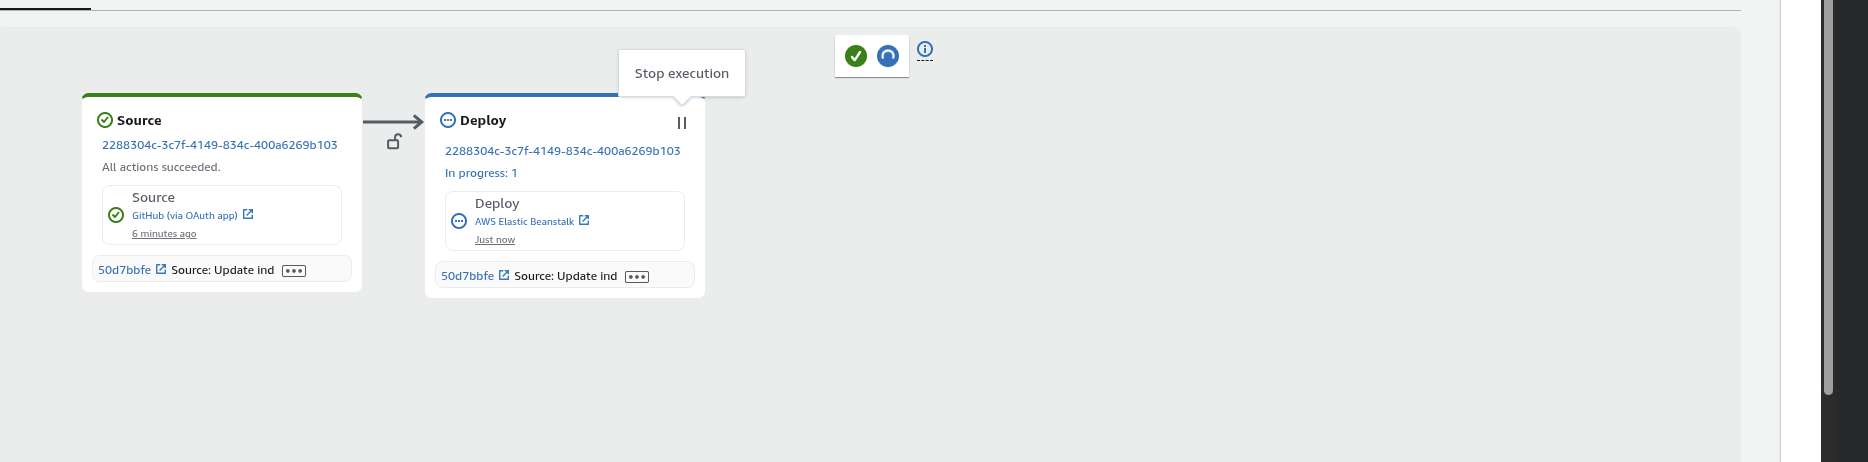 Stop execution
Source
2288304c-3c7f-4149-834c-400a6269b103
All actions succeeded.
Source
GitHub (via OAuth app)
6 minutes ago
50d7bbfe Source: Update ind
Deploy
2288304c-3c7f-4149-834c-400a6269b103
In progress: 1
Deploy
AWS Elastic Beanstalk
Just now
50d7bbfe Source: Update ind